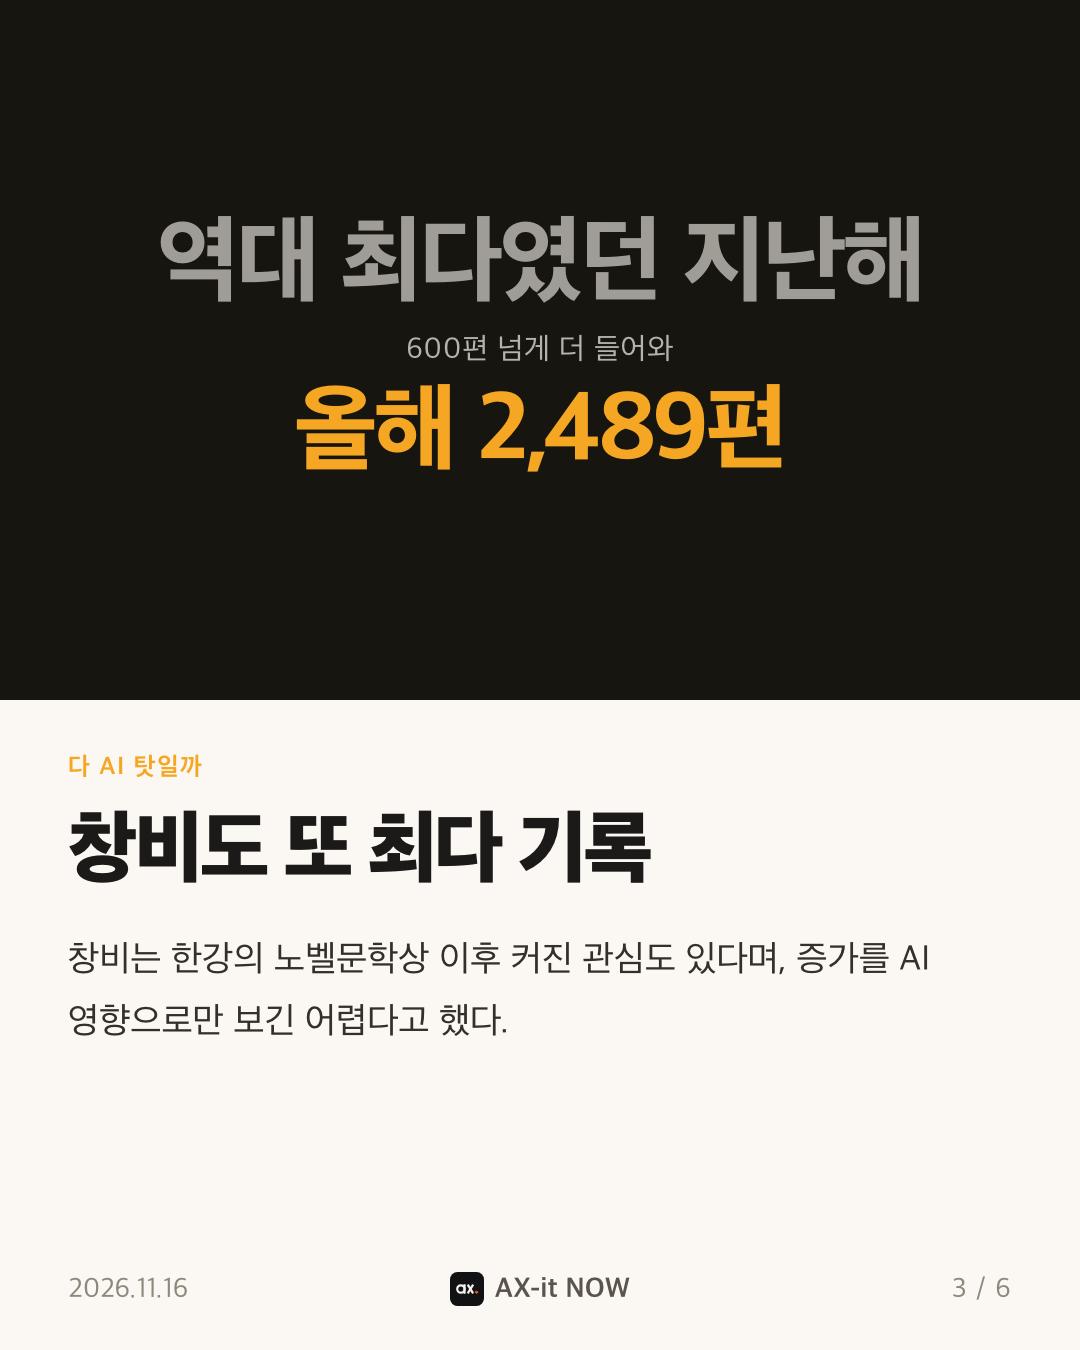 역대 최다였던 지난해
600편 넘게 더 들어와
올해 2,489편
다 AI 탓일까
창비도 또 최다 기록
창비는 한강의 노벨문학상 이후 커진 관심도 있다며, 증가를 AI
영향으로만 보긴 어렵다고 했다.
2026.11.16
ax. AX-it NOW
3 / 6